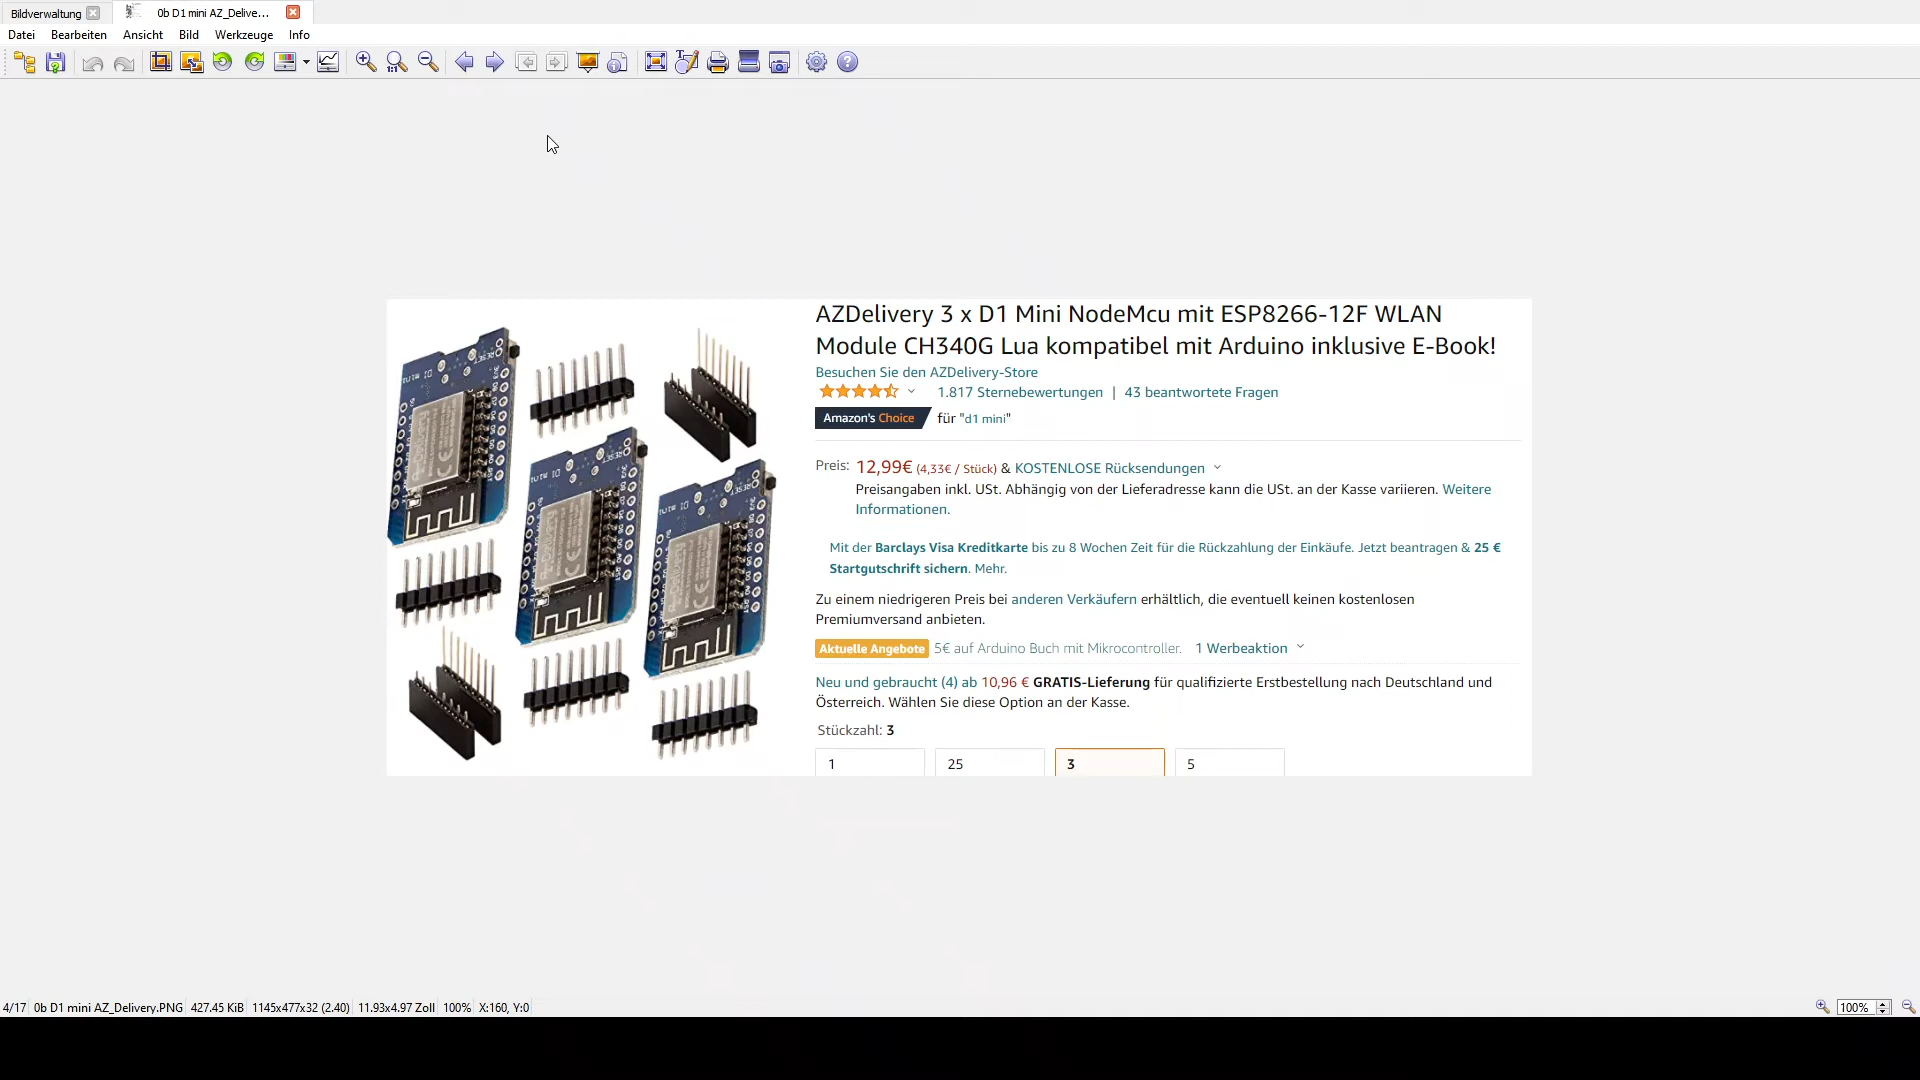 Bildverwaltung
0b D1 mini AZ_Delive...
Datei Bearbeiten Ansicht Bild Werkzeuge Info
AZDelivery 3 x D1 Mini NodeMcu mit ESP8266-12F WLAN
Module CH340G Lua kompatibel mit Arduino inklusive E-Book!
Besuchen Sie den AZDelivery-Store
1.817 Sternebewertungen | 43 beantwortete Fragen
Amazon's Choice für "d1 mini"
Preis: 12,99€ (4,33€ / Stück) & KOSTENLOSE Rücksendungen
Preisangaben inkl. USt. Abhängig von der Lieferadresse kann die USt. an der Kasse variieren. Weitere
Informationen.
Mit der Barclays Visa Kreditkarte bis zu 8 Wochen Zeit für die Rückzahlung der Einkäufe. Jetzt beantragen & 25 €
Startgutschrift sichern. Mehr.
Zu einem niedrigeren Preis bei anderen Verkäufern erhältlich, die eventuell keinen kostenlosen
Premiumversand anbieten.
Aktuelle Angebote 5€ auf Arduino Buch mit Mikrocontroller. 1 Werbeaktion
Neu und gebraucht (4) ab 10,96 € GRATIS-Lieferung für qualifizierte Erstbestellung nach Deutschland und
Österreich. Wählen Sie diese Option an der Kasse.
Stückzahl: 3
1 25 3 5
4/17 0b D1 mini AZ_Delivery.PNG 427.45 KiB 1145x477x32 (2.40) 11.93x4.97 Zoll 100% X:160, Y:0
100%